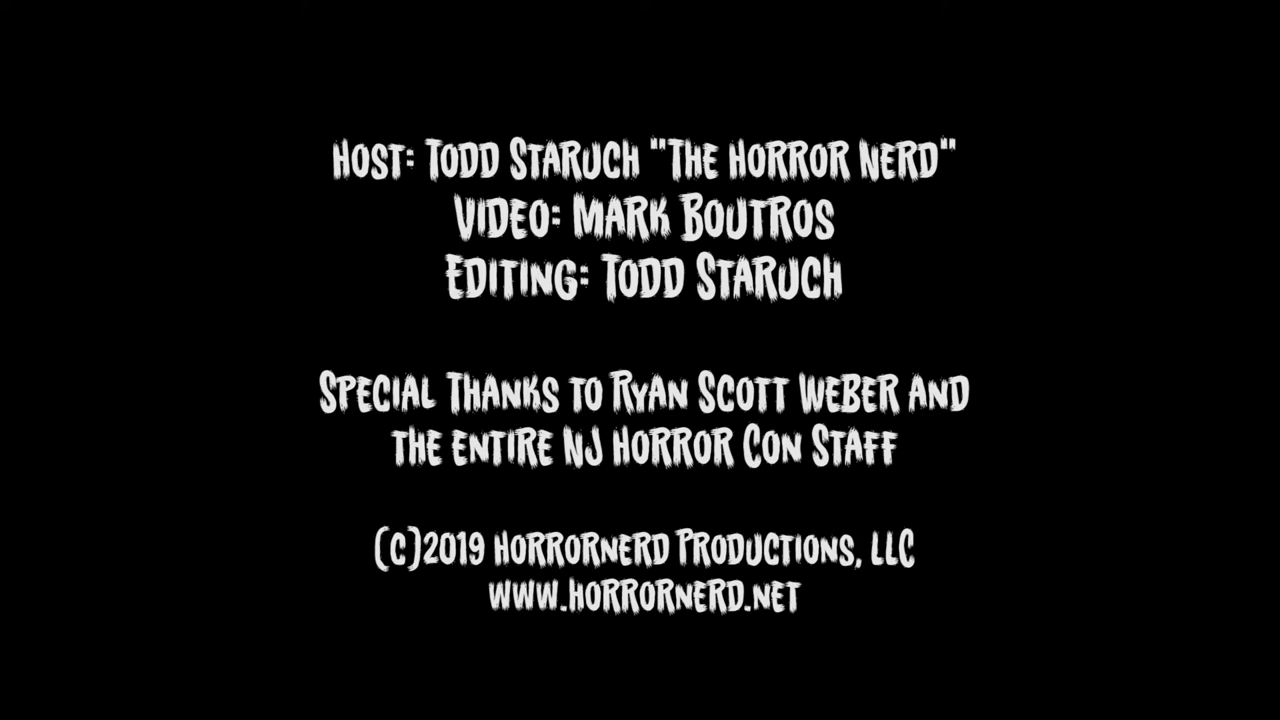 Host: Todd Staruch "The Horror Nerd"
Video: Mark Boutros
Editing: Todd Staruch
Special Thanks to Ryan Scott Weber and
the entire NJ Horror Con Staff
(c)2019 HorrorNerd Productions, LLC
www.horrornerd.net